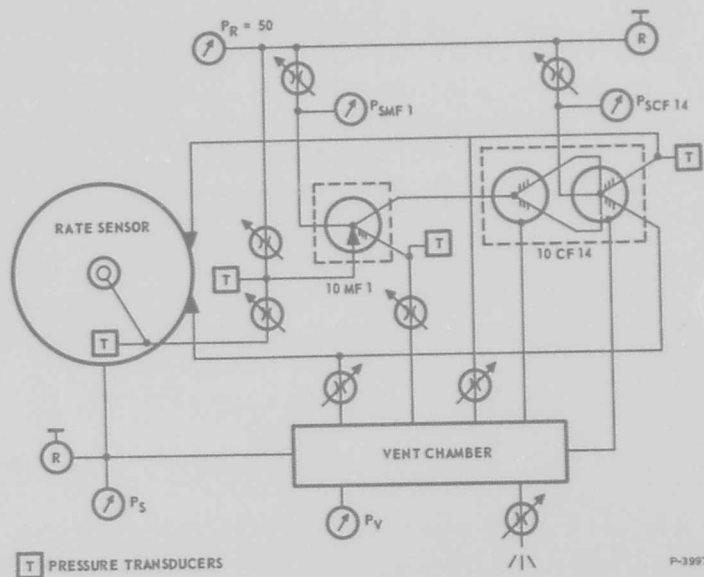 P_R = 50
R
P_SMF 1
P_SCF 14
T
RATE SENSOR
T
T
10 MF 1
10 CF 14
T
R
VENT CHAMBER
P_S
P_V
T PRESSURE TRANSDUCERS
P-3997